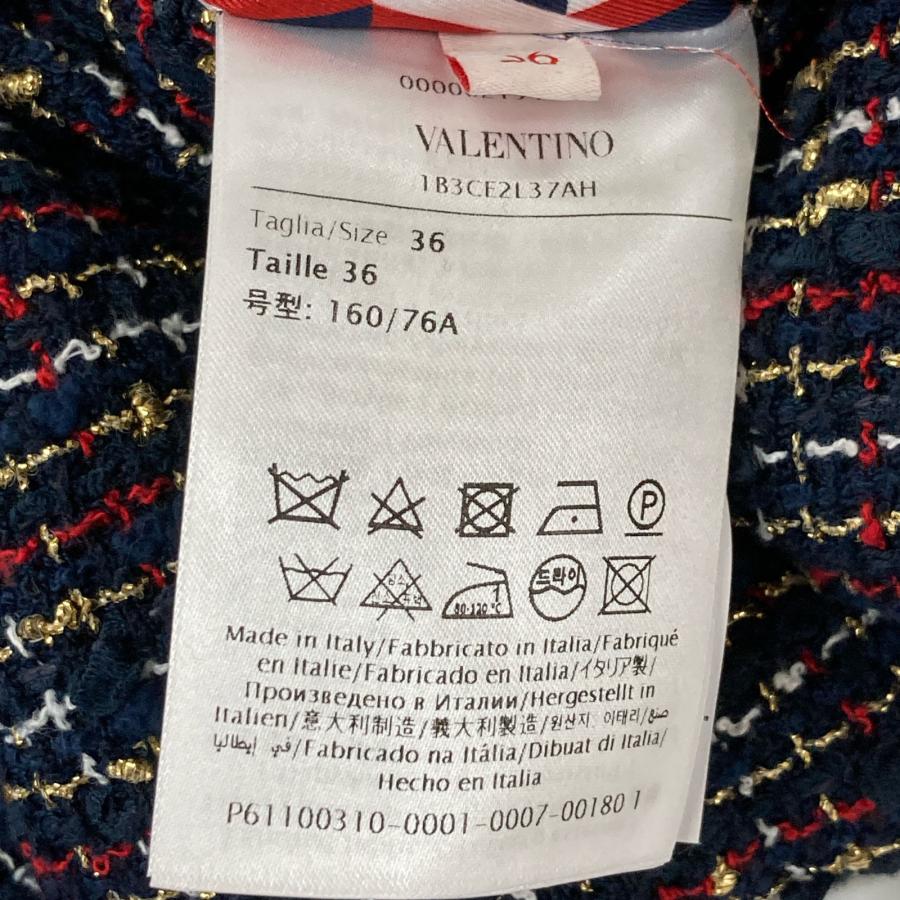 36
VALENTINO
1B3CE2L37AH
Taglia/Size 36
Taille 36
号型: 160/76A
P
드라이
80-120°C
Made in Italy/Fabbricato in Italia/Fabriqué
en Italie/Fabricado en Italia/イタリア製/
Произведено в Италии/Hergestellt in
Italien/意大利制造/義大利製造/원산지: 이태리/صنع
في إيطاليا/Fabricado na Itália/Dibuat di Italia/
Hecho en Italia
P61100310-0001-0007-00180 1